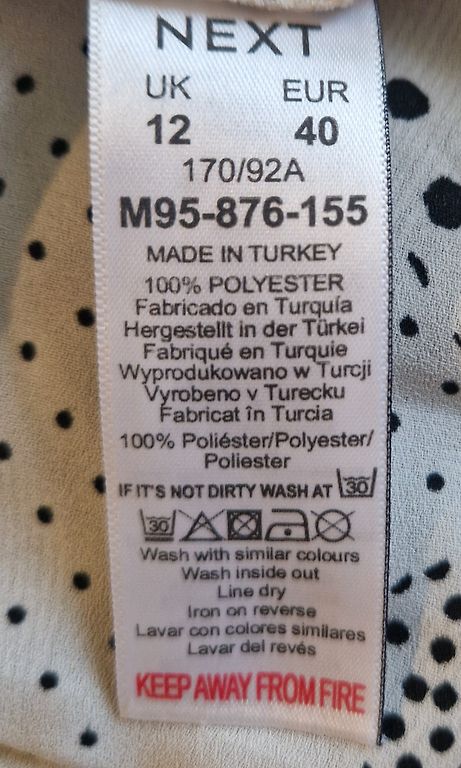 NEXT
UK EUR
12 40
170/92A
M95-876-155
MADE IN TURKEY
100% POLYESTER
Fabricado en Turquía
Hergestellt in der Türkei
Fabriqué en Turquie
Wyprodukowano w Turcji
Vyrobeno v Turecku
Fabricat în Turcia
100% Poliéster/Polyester/
Poliester
IF IT'S NOT DIRTY WASH AT 30
30
Wash with similar colours
Wash inside out
Line dry
Iron on reverse
Lavar con colores similares
Lavar del revés
KEEP AWAY FROM FIRE